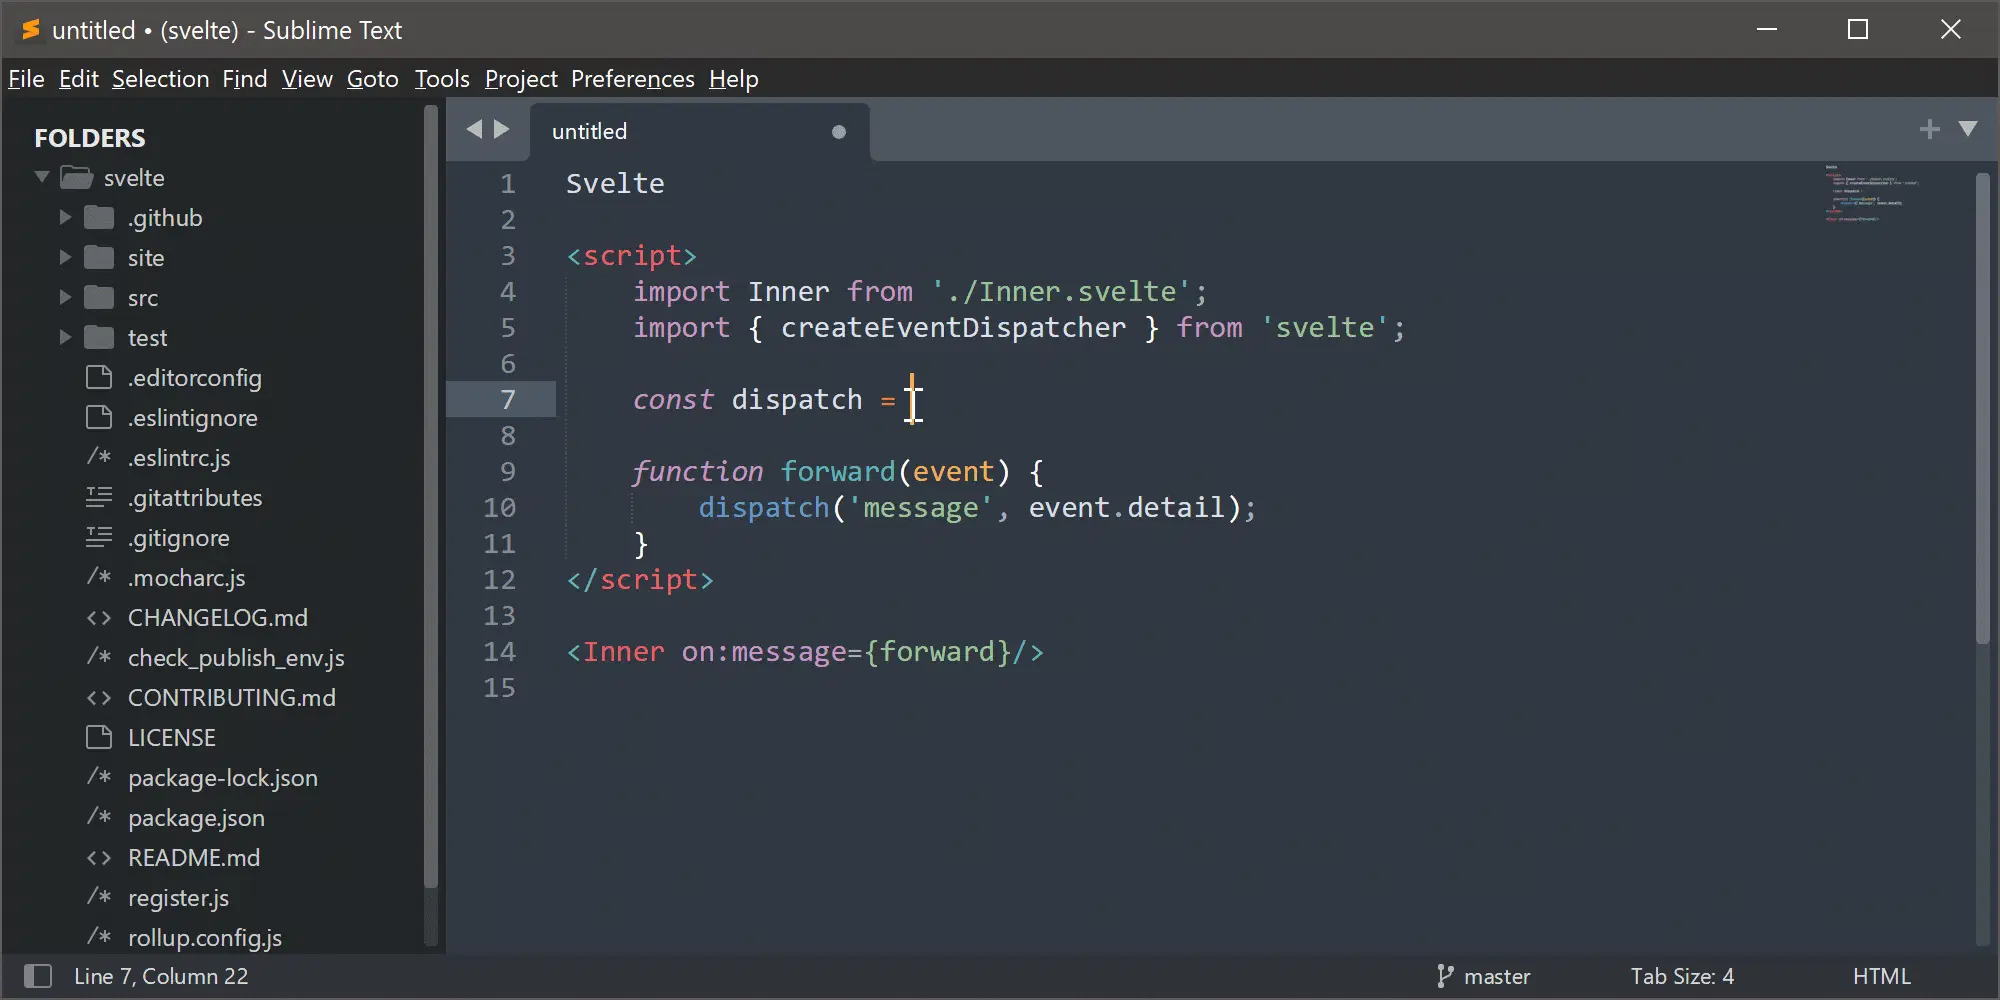 untitled • (svelte) - Sublime Text
File Edit Selection Find View Goto Tools Project Preferences Help
FOLDERS
svelte
.github
site
src
test
.editorconfig
.eslintignore
/* .eslintrc.js
.gitattributes
.gitignore
/* .mocharc.js
<> CHANGELOG.md
/* check_publish_env.js
<> CONTRIBUTING.md
LICENSE
/* package-lock.json
/* package.json
<> README.md
/* register.js
/* rollup.config.js
untitled
1 Svelte
2
3 <script>
4     import Inner from './Inner.svelte';
5     import { createEventDispatcher } from 'svelte';
6
7     const dispatch =
8
9     function forward(event) {
10         dispatch('message', event.detail);
11     }
12 </script>
13
14 <Inner on:message={forward}/>
15
Line 7, Column 22
master
Tab Size: 4
HTML